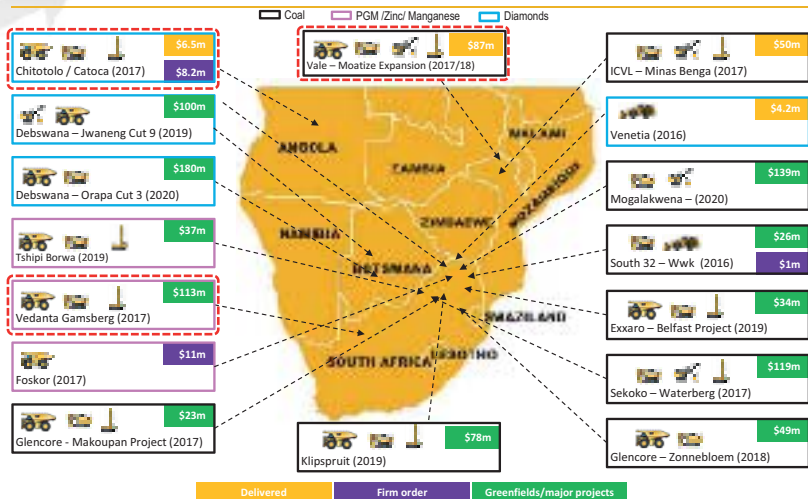 Coal PGM /Zinc/ Manganese Diamonds
$6.5m
$8.2m
Chitotolo / Catoca (2017)
$87m
Vale – Moatize Expansion (2017/18)
$50m
ICVL – Minas Benga (2017)
$100m
Debswana – Jwaneng Cut 9 (2019)
$4.2m
Venetia (2016)
$180m
Debswana – Orapa Cut 3 (2020)
$139m
Mogalakwena – (2020)
$37m
Tshipi Borwa (2019)
$26m
$1m
South 32 – Wwk (2016)
$113m
Vedanta Gamsberg (2017)
$34m
Exxaro – Belfast Project (2019)
$11m
Foskor (2017)
$119m
Sekoko – Waterberg (2017)
$23m
Glencore - Makoupan Project (2017)
$78m
Klipspruit (2019)
$49m
Glencore – Zonnebloem (2018)
ANGOLA
ZAMBIA
MALAWI
MOZAMBIQUE
ZIMBABWE
NAMIBIA
BOTSWANA
SWAZILAND
LESOTHO
SOUTH AFRICA
Delivered Firm order Greenfields/major projects